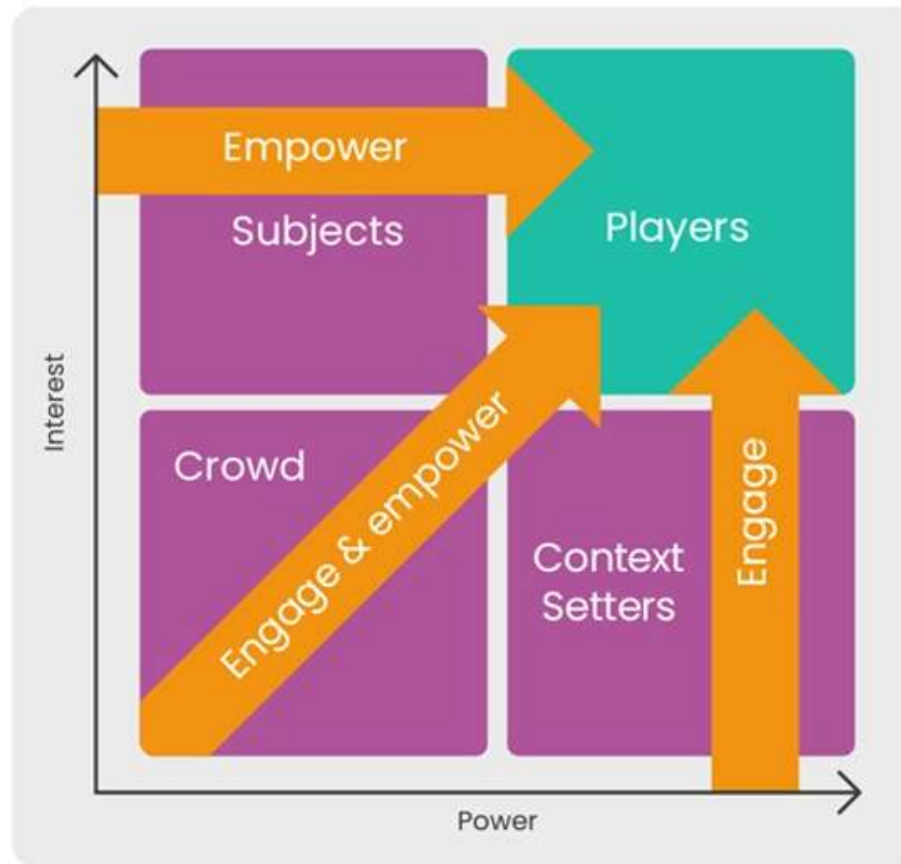 Empower
Subjects
Players
Interest
Crowd
Engage & empower
Context
Setters
Engage
Power